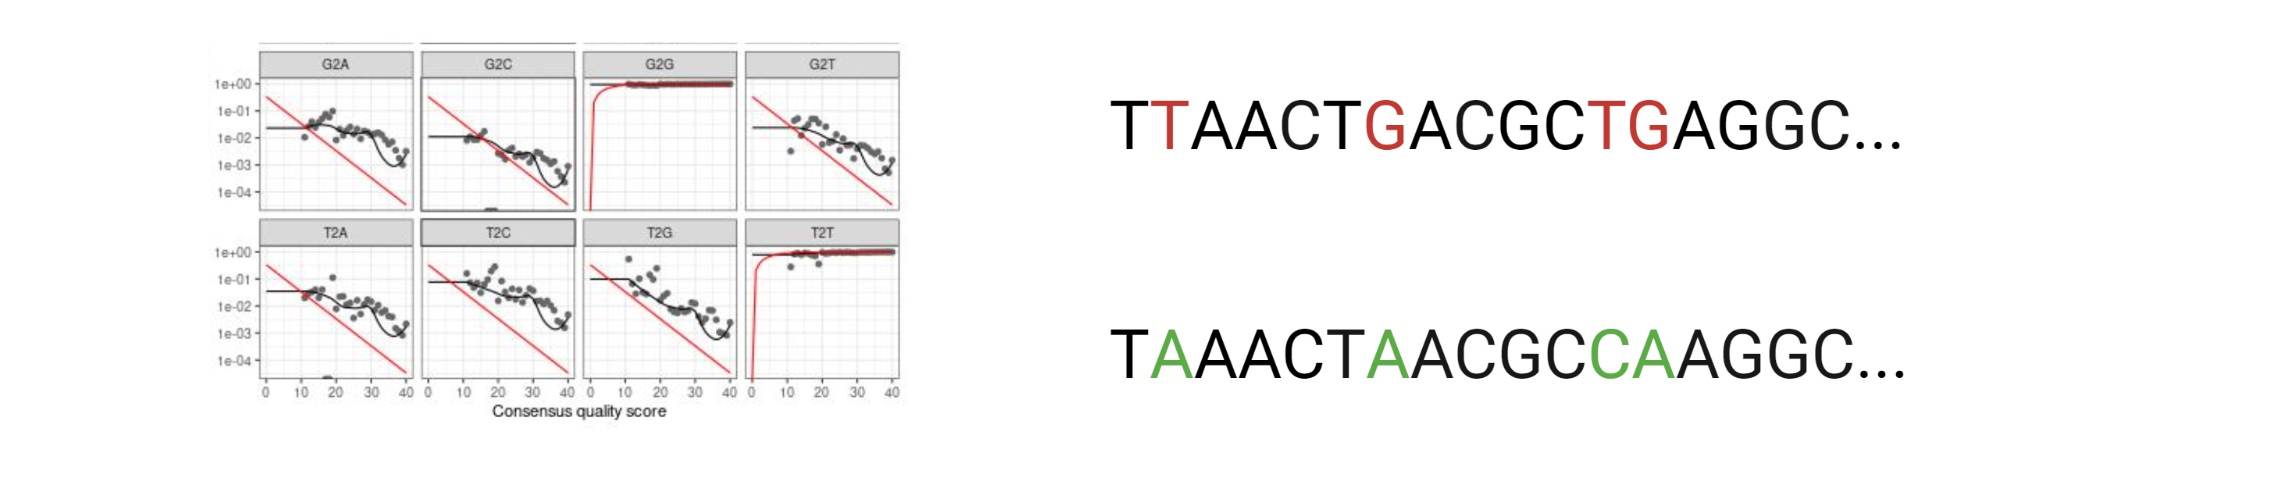 G2A G2C G2G G2T
1e+00
1e-01
1e-02
1e-03
1e-04
T2A T2C T2G T2T
1e+00
1e-01
1e-02
1e-03
1e-04
0 10 20 30 40 0 10 20 30 40 0 10 20 30 40 0 10 20 30 40
Consensus quality score
TTAACTGACGCTGAGGC...
TAAACTAACGCCAAGGC...